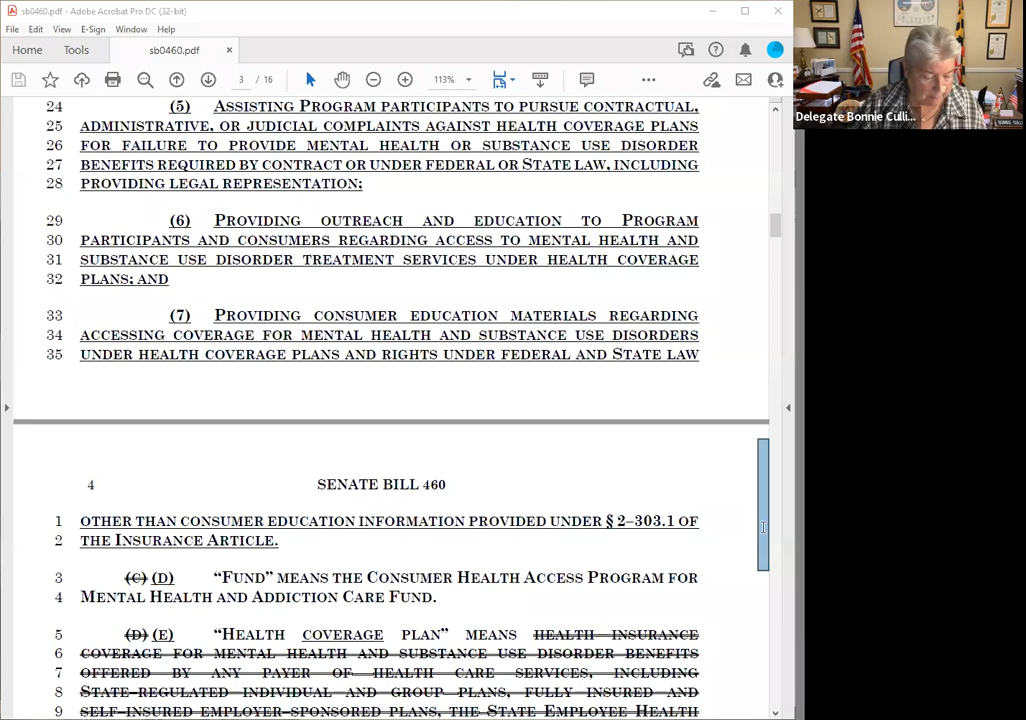 sb0460.pdf - Adobe Acrobat Pro DC (32-bit)
File Edit View E-Sign Window Help
Home Tools sb0460.pdf ×
3 / 16 113%
Delegate Bonnie Culli...
24 (5) ASSISTING PROGRAM PARTICIPANTS TO PURSUE CONTRACTUAL,
25 ADMINISTRATIVE, OR JUDICIAL COMPLAINTS AGAINST HEALTH COVERAGE PLANS
26 FOR FAILURE TO PROVIDE MENTAL HEALTH OR SUBSTANCE USE DISORDER
27 BENEFITS REQUIRED BY CONTRACT OR UNDER FEDERAL OR STATE LAW, INCLUDING
28 PROVIDING LEGAL REPRESENTATION;
29 (6) PROVIDING OUTREACH AND EDUCATION TO PROGRAM
30 PARTICIPANTS AND CONSUMERS REGARDING ACCESS TO MENTAL HEALTH AND
31 SUBSTANCE USE DISORDER TREATMENT SERVICES UNDER HEALTH COVERAGE
32 PLANS; AND
33 (7) PROVIDING CONSUMER EDUCATION MATERIALS REGARDING
34 ACCESSING COVERAGE FOR MENTAL HEALTH AND SUBSTANCE USE DISORDERS
35 UNDER HEALTH COVERAGE PLANS AND RIGHTS UNDER FEDERAL AND STATE LAW
4 SENATE BILL 460
1 OTHER THAN CONSUMER EDUCATION INFORMATION PROVIDED UNDER § 2–303.1 OF
2 THE INSURANCE ARTICLE.
3 (C) (D) “FUND” MEANS THE CONSUMER HEALTH ACCESS PROGRAM FOR
4 MENTAL HEALTH AND ADDICTION CARE FUND.
5 (D) (E) “HEALTH COVERAGE PLAN” MEANS HEALTH INSURANCE
6 COVERAGE FOR MENTAL HEALTH AND SUBSTANCE USE DISORDER BENEFITS
7 OFFERED BY ANY PAYER OF HEALTH CARE SERVICES, INCLUDING
8 STATE–REGULATED INDIVIDUAL AND GROUP PLANS, FULLY INSURED AND
9 SELF–INSURED EMPLOYER–SPONSORED PLANS, THE STATE EMPLOYEE HEALTH